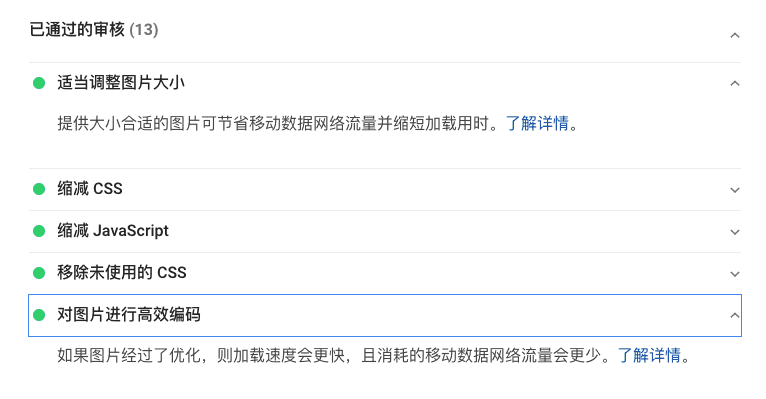 已通过的审核 (13)
适当调整图片大小
提供大小合适的图片可节省移动数据网络流量并缩短加载用时。了解详情。
缩减 CSS
缩减 JavaScript
移除未使用的 CSS
对图片进行高效编码
如果图片经过了优化，则加载速度会更快，且消耗的移动数据网络流量会更少。了解详情。